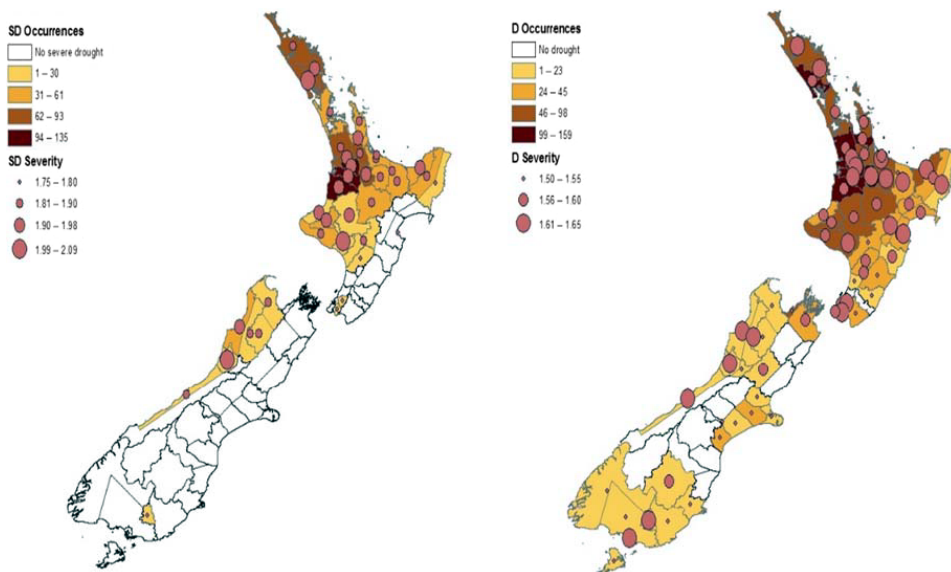 SD Occurrences
No severe drought
1 – 30
31 – 61
62 – 93
94 – 135
SD Severity
1.75 – 1.80
1.81 – 1.90
1.90 – 1.98
1.99 – 2.09
D Occurrences
No drought
1 – 23
24 – 45
46 – 98
99 – 159
D Severity
1.50 – 1.55
1.56 – 1.60
1.61 – 1.65